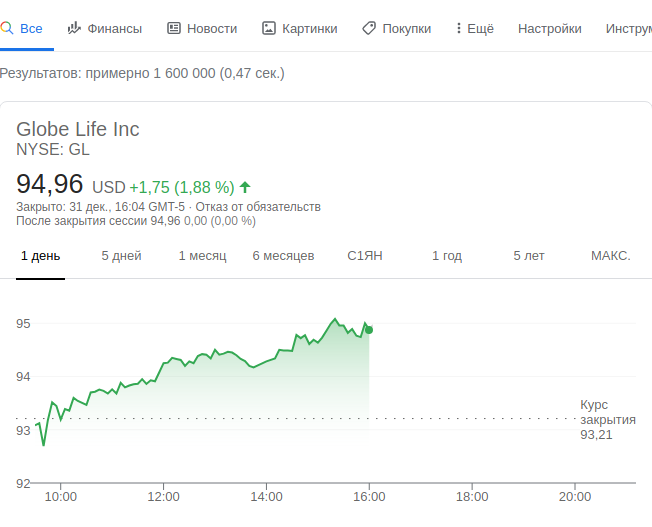 Все Финансы Новости Картинки Покупки Ещё Настройки Инструм
Результатов: примерно 1 600 000 (0,47 сек.)
Globe Life Inc
NYSE: GL
94,96 USD +1,75 (1,88 %)
Закрыто: 31 дек., 16:04 GMT-5 · Отказ от обязательств
После закрытия сессии 94,96 0,00 (0,00 %)
1 день 5 дней 1 месяц 6 месяцев С1ЯН 1 год 5 лет МАКС.
95
94
Курс
закрытия
93,21
93
92
10:00 12:00 14:00 16:00 18:00 20:00